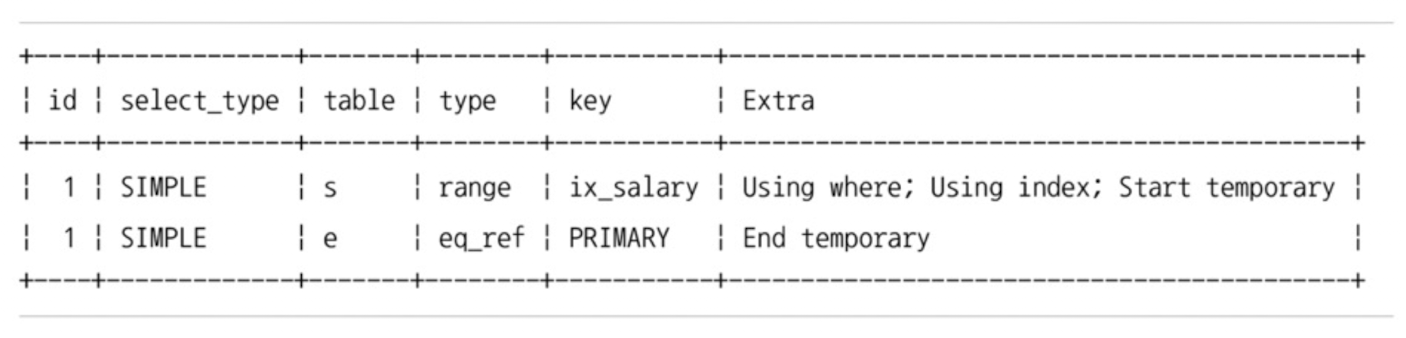 +----+-------------+-------+--------+-----------+-------------------------------------------+
| id | select_type | table | type   | key       | Extra                                     |
+----+-------------+-------+--------+-----------+-------------------------------------------+
|  1 | SIMPLE      | s     | range  | ix_salary | Using where; Using index; Start temporary |
|  1 | SIMPLE      | e     | eq_ref | PRIMARY   | End temporary                             |
+----+-------------+-------+--------+-----------+-------------------------------------------+